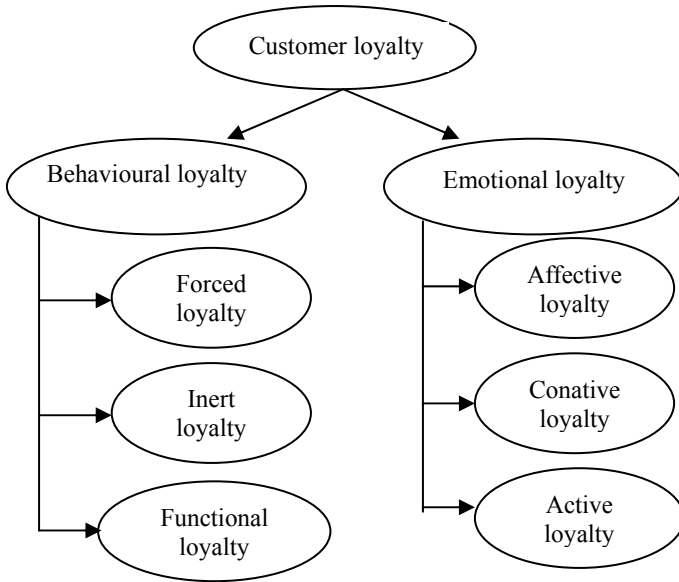 Customer loyalty
Behavioural loyalty
Emotional loyalty
Forced
loyalty
Inert
loyalty
Functional
loyalty
Affective
loyalty
Conative
loyalty
Active
loyalty